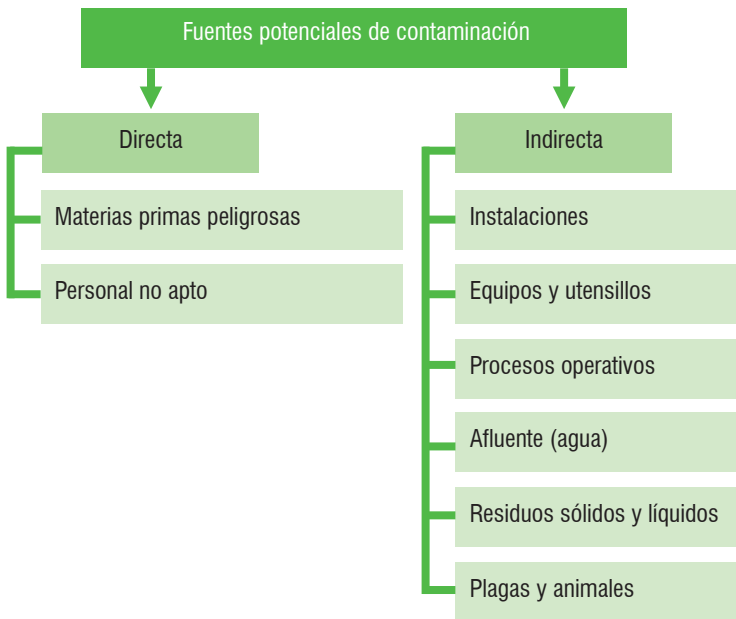 Fuentes potenciales de contaminación
Directa
Materias primas peligrosas
Personal no apto
Indirecta
Instalaciones
Equipos y utensillos
Procesos operativos
Afluente (agua)
Residuos sólidos y líquidos
Plagas y animales